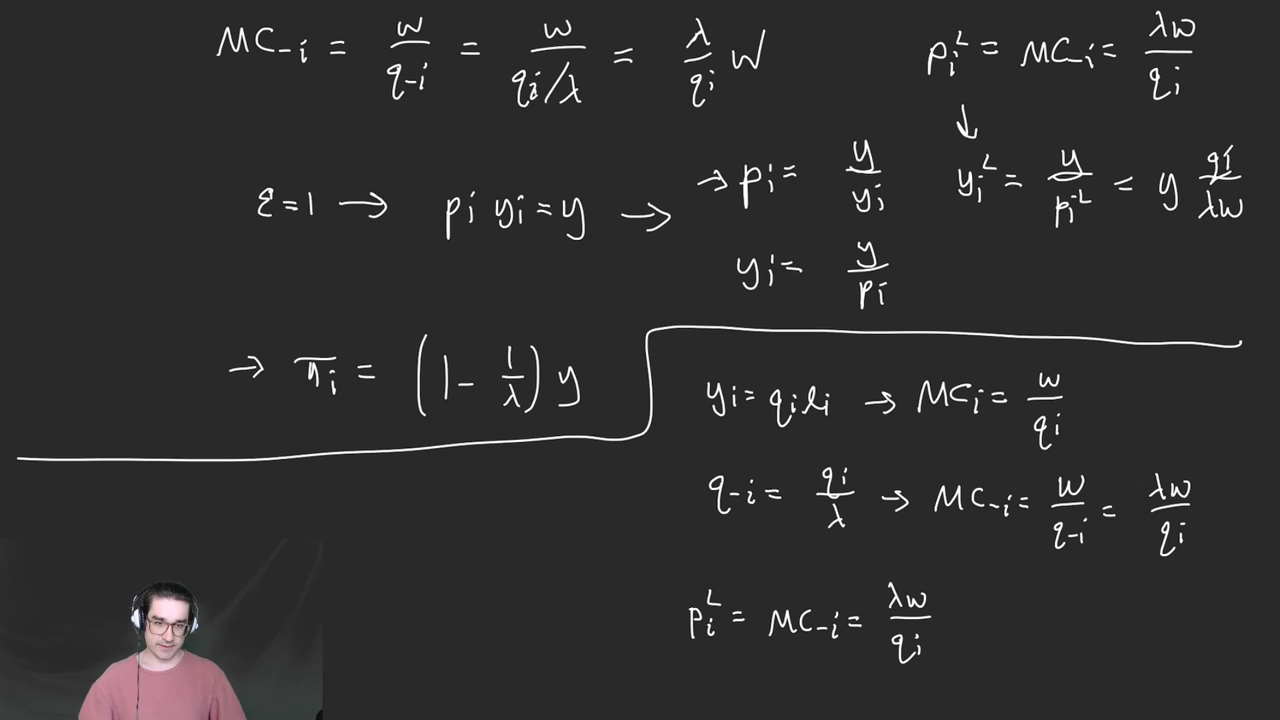 MC-i = w/q-i = w/(qi/λ) = λ/qi w
pi^L = MC-i = λw/qi
↓
yi^L = y/pi^L = y qi/λw
ε=1 → pi yi = y → → pi = y/yi
yi = y/pi
→ πi = (1 - 1/λ) y
yi = qi li → MCi = w/qi
q-i = qi/λ → MC-i = w/q-i = λw/qi
pi^L = MC-i = λw/qi